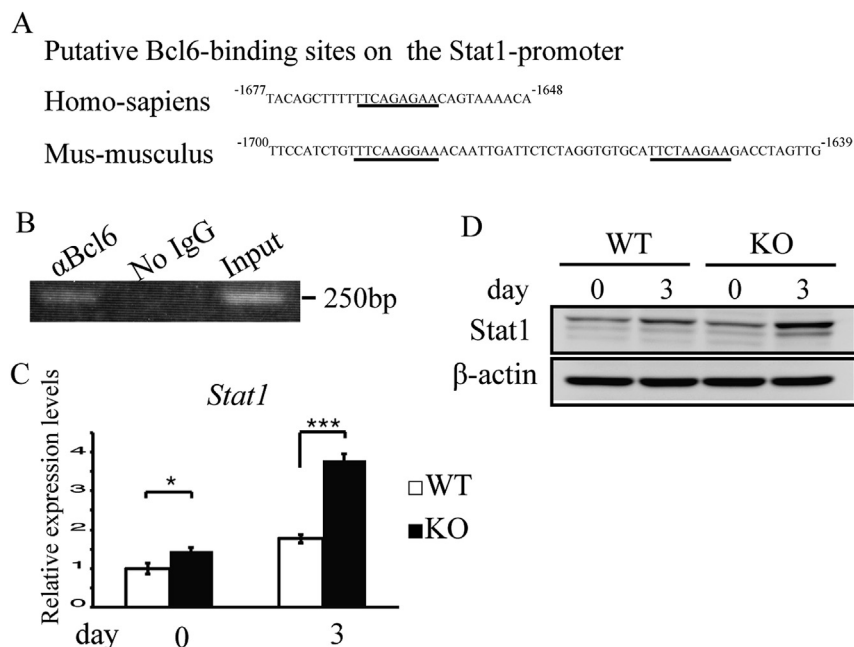 A
Putative Bcl6-binding sites on the Stat1-promoter
Homo-sapiens -1677TACAGCTTTTTTCAGAGAACAGTAAAACA-1648
Mus-musculus -1700TTCCATCTGTTTCAAGGAAACAATTGATTCTCTAGGTGTGCATTCTAAGAAGACCTAGTTG-1639
B
αBcl6 No IgG Input
250bp
C
Stat1
Relative expression levels
4
3
2
1
0
* ***
WT
KO
day 0 3
D
WT KO
day 0 3 0 3
Stat1
β-actin